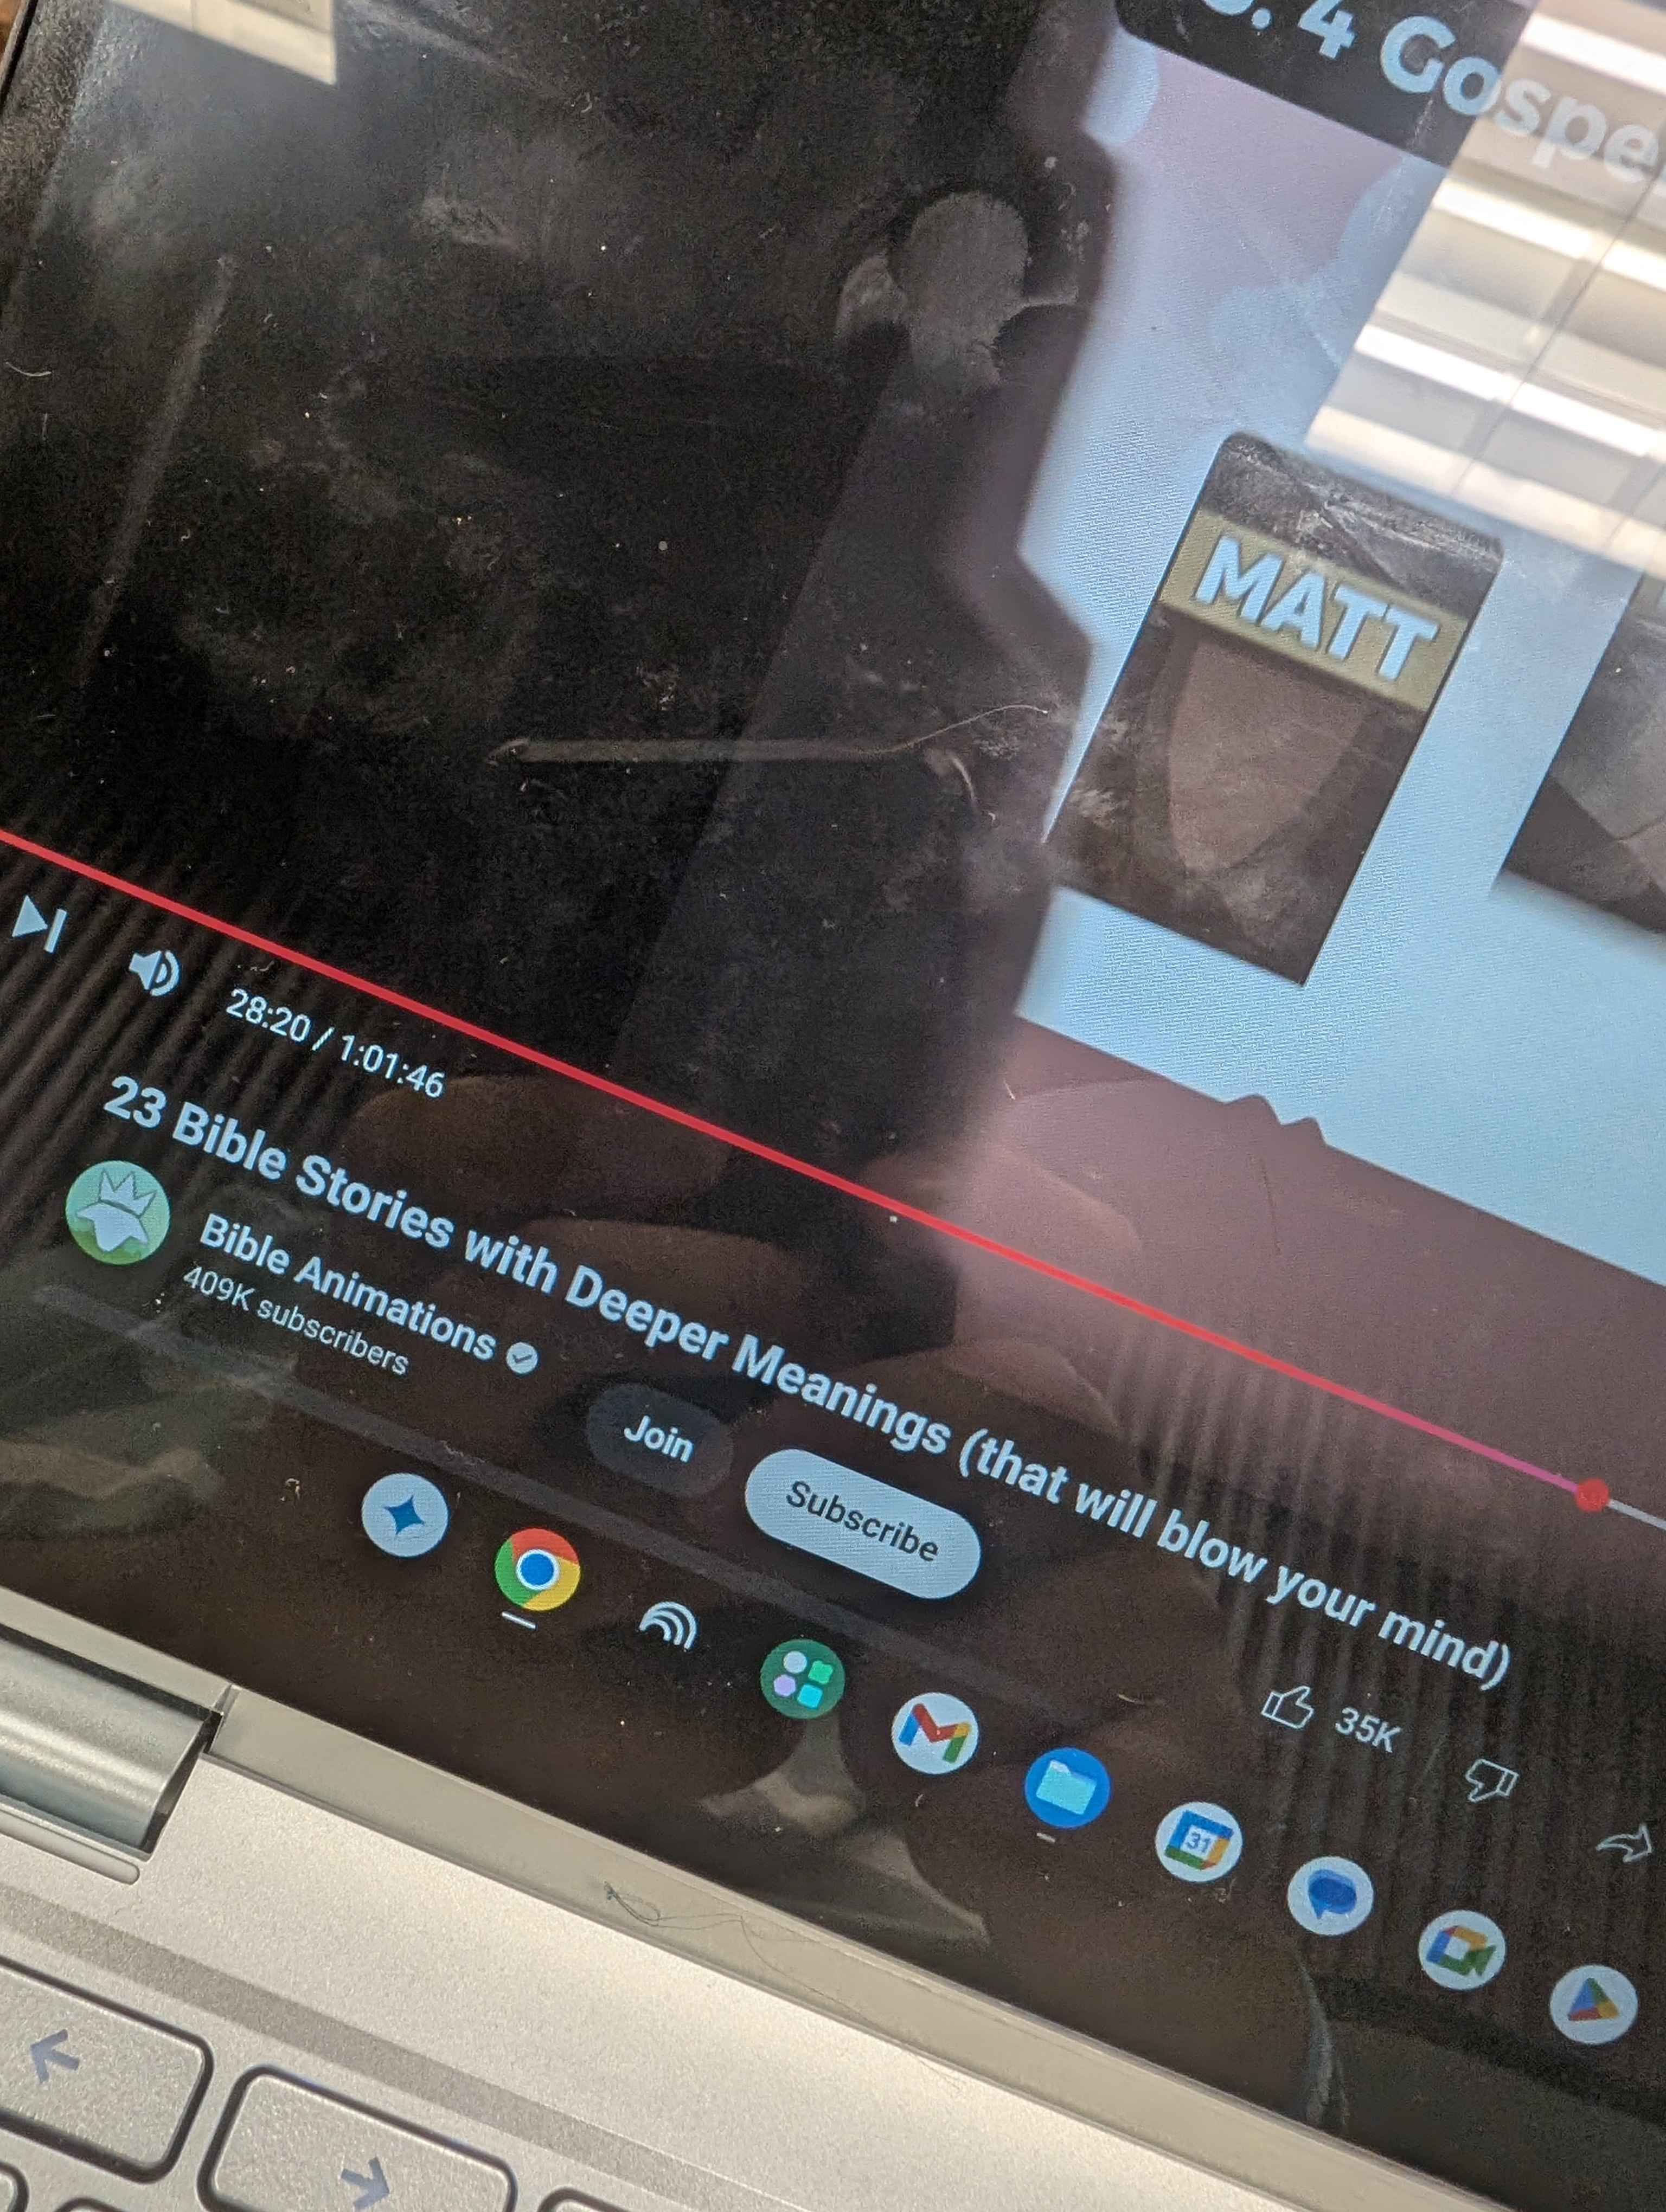 . 4 Gospe
MATT
28:20 / 1:01:46
23 Bible Stories with Deeper Meanings (that will blow your mind)
Bible Animations
409K subscribers
Join
Subscribe
35K
31